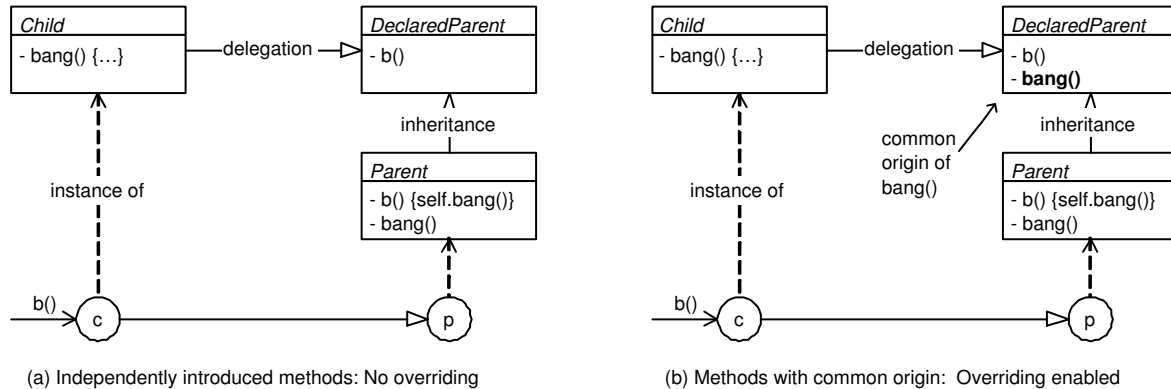 Child
- bang() {…}
delegation
DeclaredParent
- b()
inheritance
Parent
- b() {self.bang()}
- bang()
instance of
b()
c
p
(a) Independently introduced methods: No overriding
Child
- bang() {…}
delegation
DeclaredParent
- b()
- bang()
common
origin of
bang()
inheritance
Parent
- b() {self.bang()}
- bang()
instance of
b()
c
p
(b) Methods with common origin: Overriding enabled